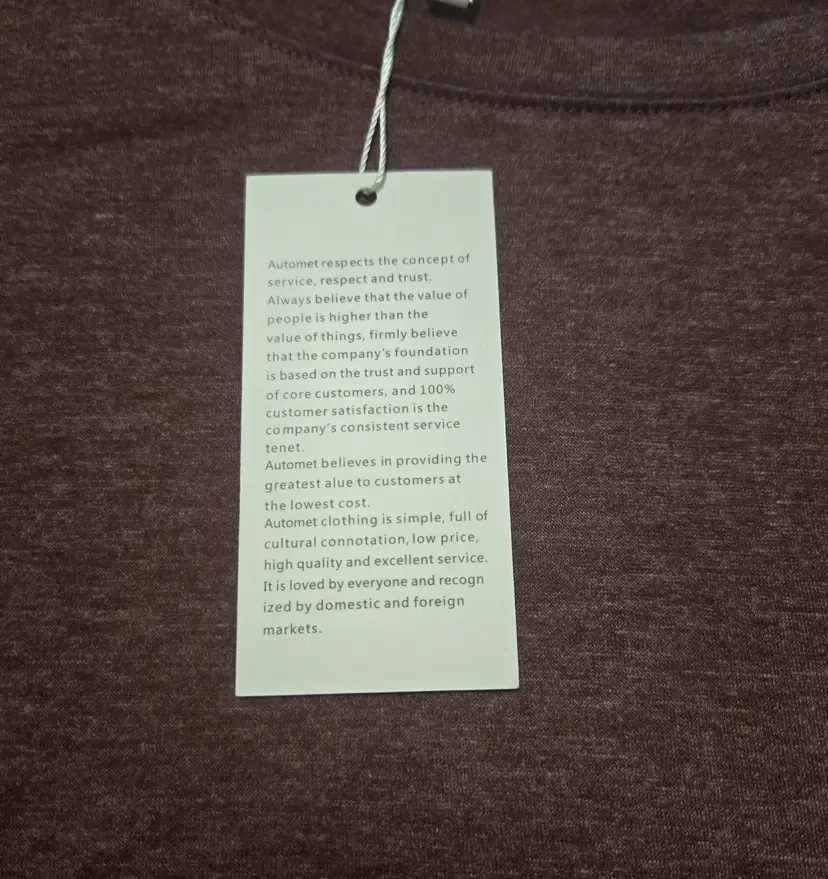 Automet respects the concept of
service, respect and trust.
Always believe that the value of
people is higher than the
value of things, firmly believe
that the company's foundation
is based on the trust and support
of core customers, and 100%
customer satisfaction is the
company's consistent service
tenet.
Automet believes in providing the
greatest alue to customers at
the lowest cost.
Automet clothing is simple, full of
cultural connotation, low price,
high quality and excellent service.
It is loved by everyone and recogn
ized by domestic and foreign
markets.